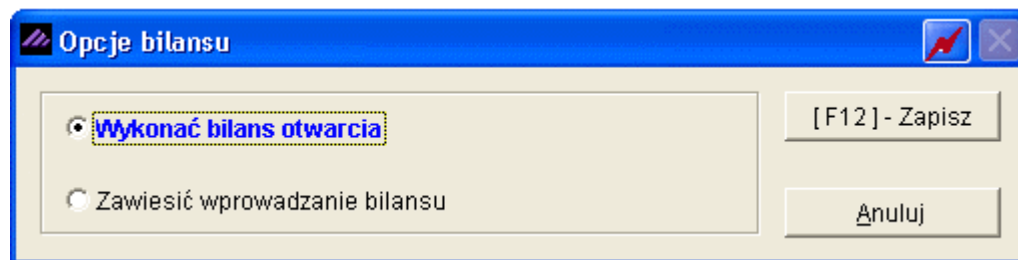 Opcje bilansu
Wykonać bilans otwarcia
[ F12 ] - Zapisz
Zawiesić wprowadzanie bilansu
Anuluj